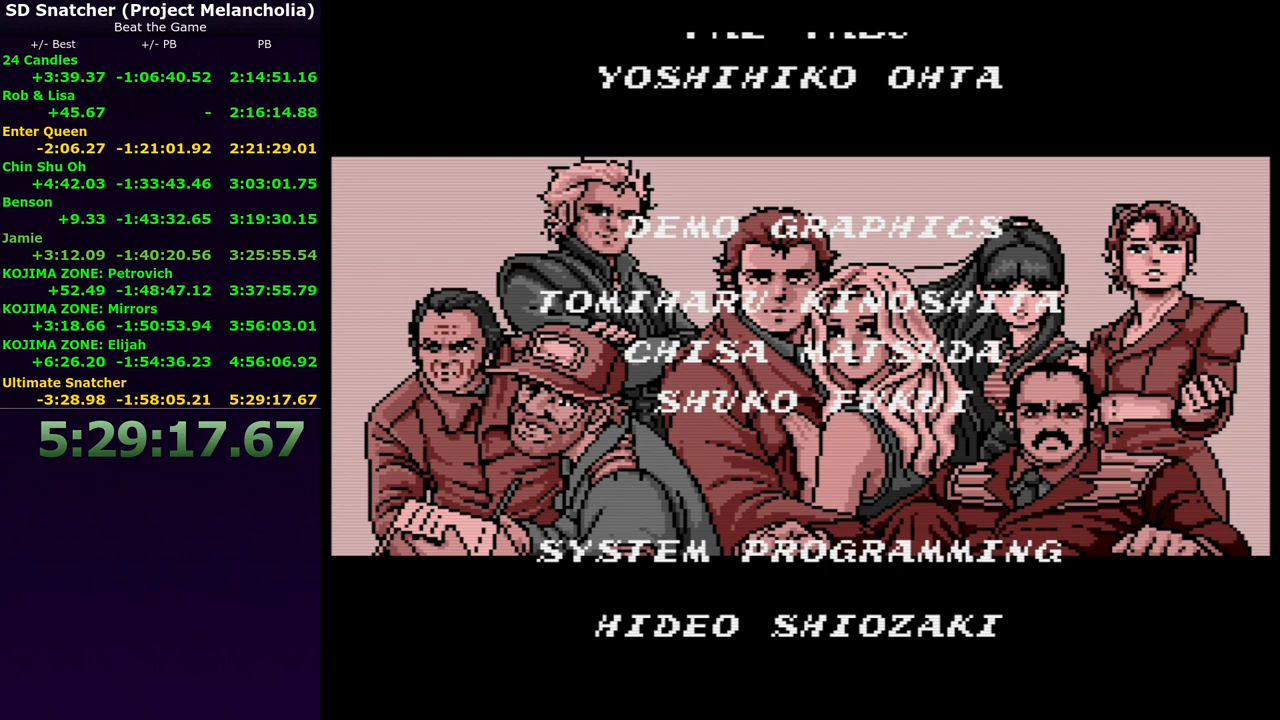 SD Snatcher (Project Melancholia)
Beat the Game
+/- Best +/- PB PB
24 Candles
+3:39.37 -1:06:40.52 2:14:51.16
Rob & Lisa
+45.67 - 2:16:14.88
Enter Queen
-2:06.27 -1:21:01.92 2:21:29.01
Chin Shu Oh
+4:42.03 -1:33:43.46 3:03:01.75
Benson
+9.33 -1:43:32.65 3:19:30.15
Jamie
+3:12.09 -1:40:20.56 3:25:55.54
KOJIMA ZONE: Petrovich
+52.49 -1:48:47.12 3:37:55.79
KOJIMA ZONE: Mirrors
+3:18.66 -1:50:53.94 3:56:03.01
KOJIMA ZONE: Elijah
+6:26.20 -1:54:36.23 4:56:06.92
Ultimate Snatcher
-3:28.98 -1:58:05.21 5:29:17.67
5:29:17.67
YOSHIHIKO OHTA
DEMO GRAPHICS
TOMIHARU KINOSHITA
CHISA MATSUDA
SHUKO FUKUI
SYSTEM PROGRAMMING
HIDEO SHIOZAKI